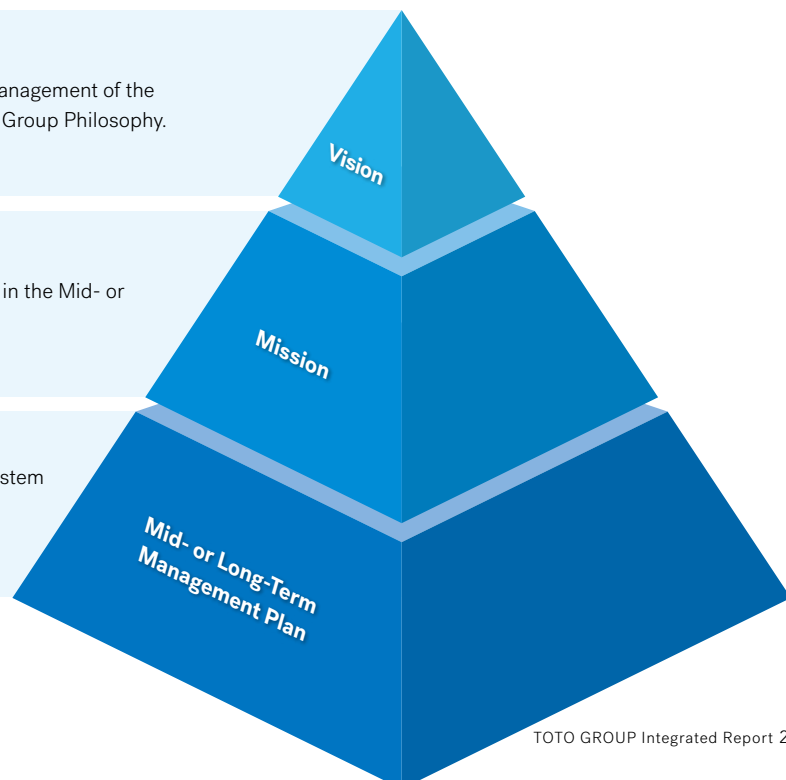 anagement of the
Group Philosophy.
Vision
in the Mid- or
Mission
stem
Mid- or Long-Term
Management Plan
TOTO GROUP Integrated Report 2